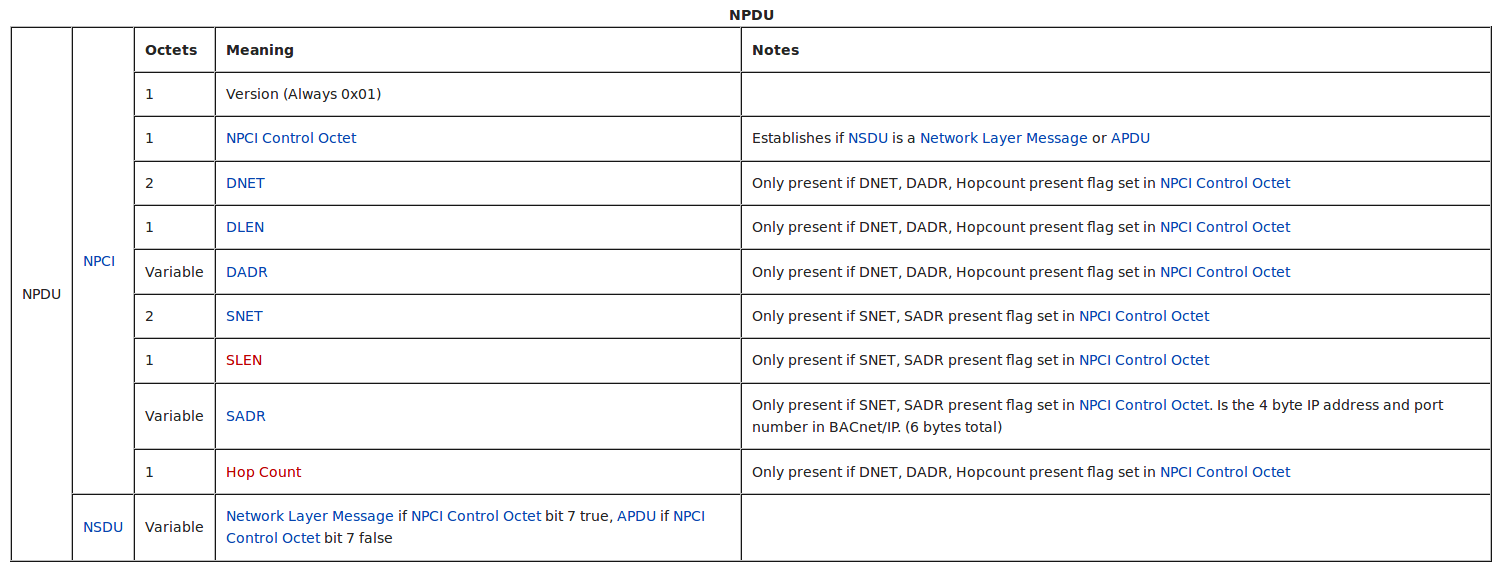 NPDU
Octets Meaning Notes
1 Version (Always 0x01)
1 NPCI Control Octet Establishes if NSDU is a Network Layer Message or APDU
2 DNET Only present if DNET, DADR, Hopcount present flag set in NPCI Control Octet
1 DLEN Only present if DNET, DADR, Hopcount present flag set in NPCI Control Octet
NPCI
Variable DADR Only present if DNET, DADR, Hopcount present flag set in NPCI Control Octet
NPDU
2 SNET Only present if SNET, SADR present flag set in NPCI Control Octet
1 SLEN Only present if SNET, SADR present flag set in NPCI Control Octet
Variable SADR Only present if SNET, SADR present flag set in NPCI Control Octet. Is the 4 byte IP address and port
number in BACnet/IP. (6 bytes total)
1 Hop Count Only present if DNET, DADR, Hopcount present flag set in NPCI Control Octet
NSDU Variable Network Layer Message if NPCI Control Octet bit 7 true, APDU if NPCI
Control Octet bit 7 false